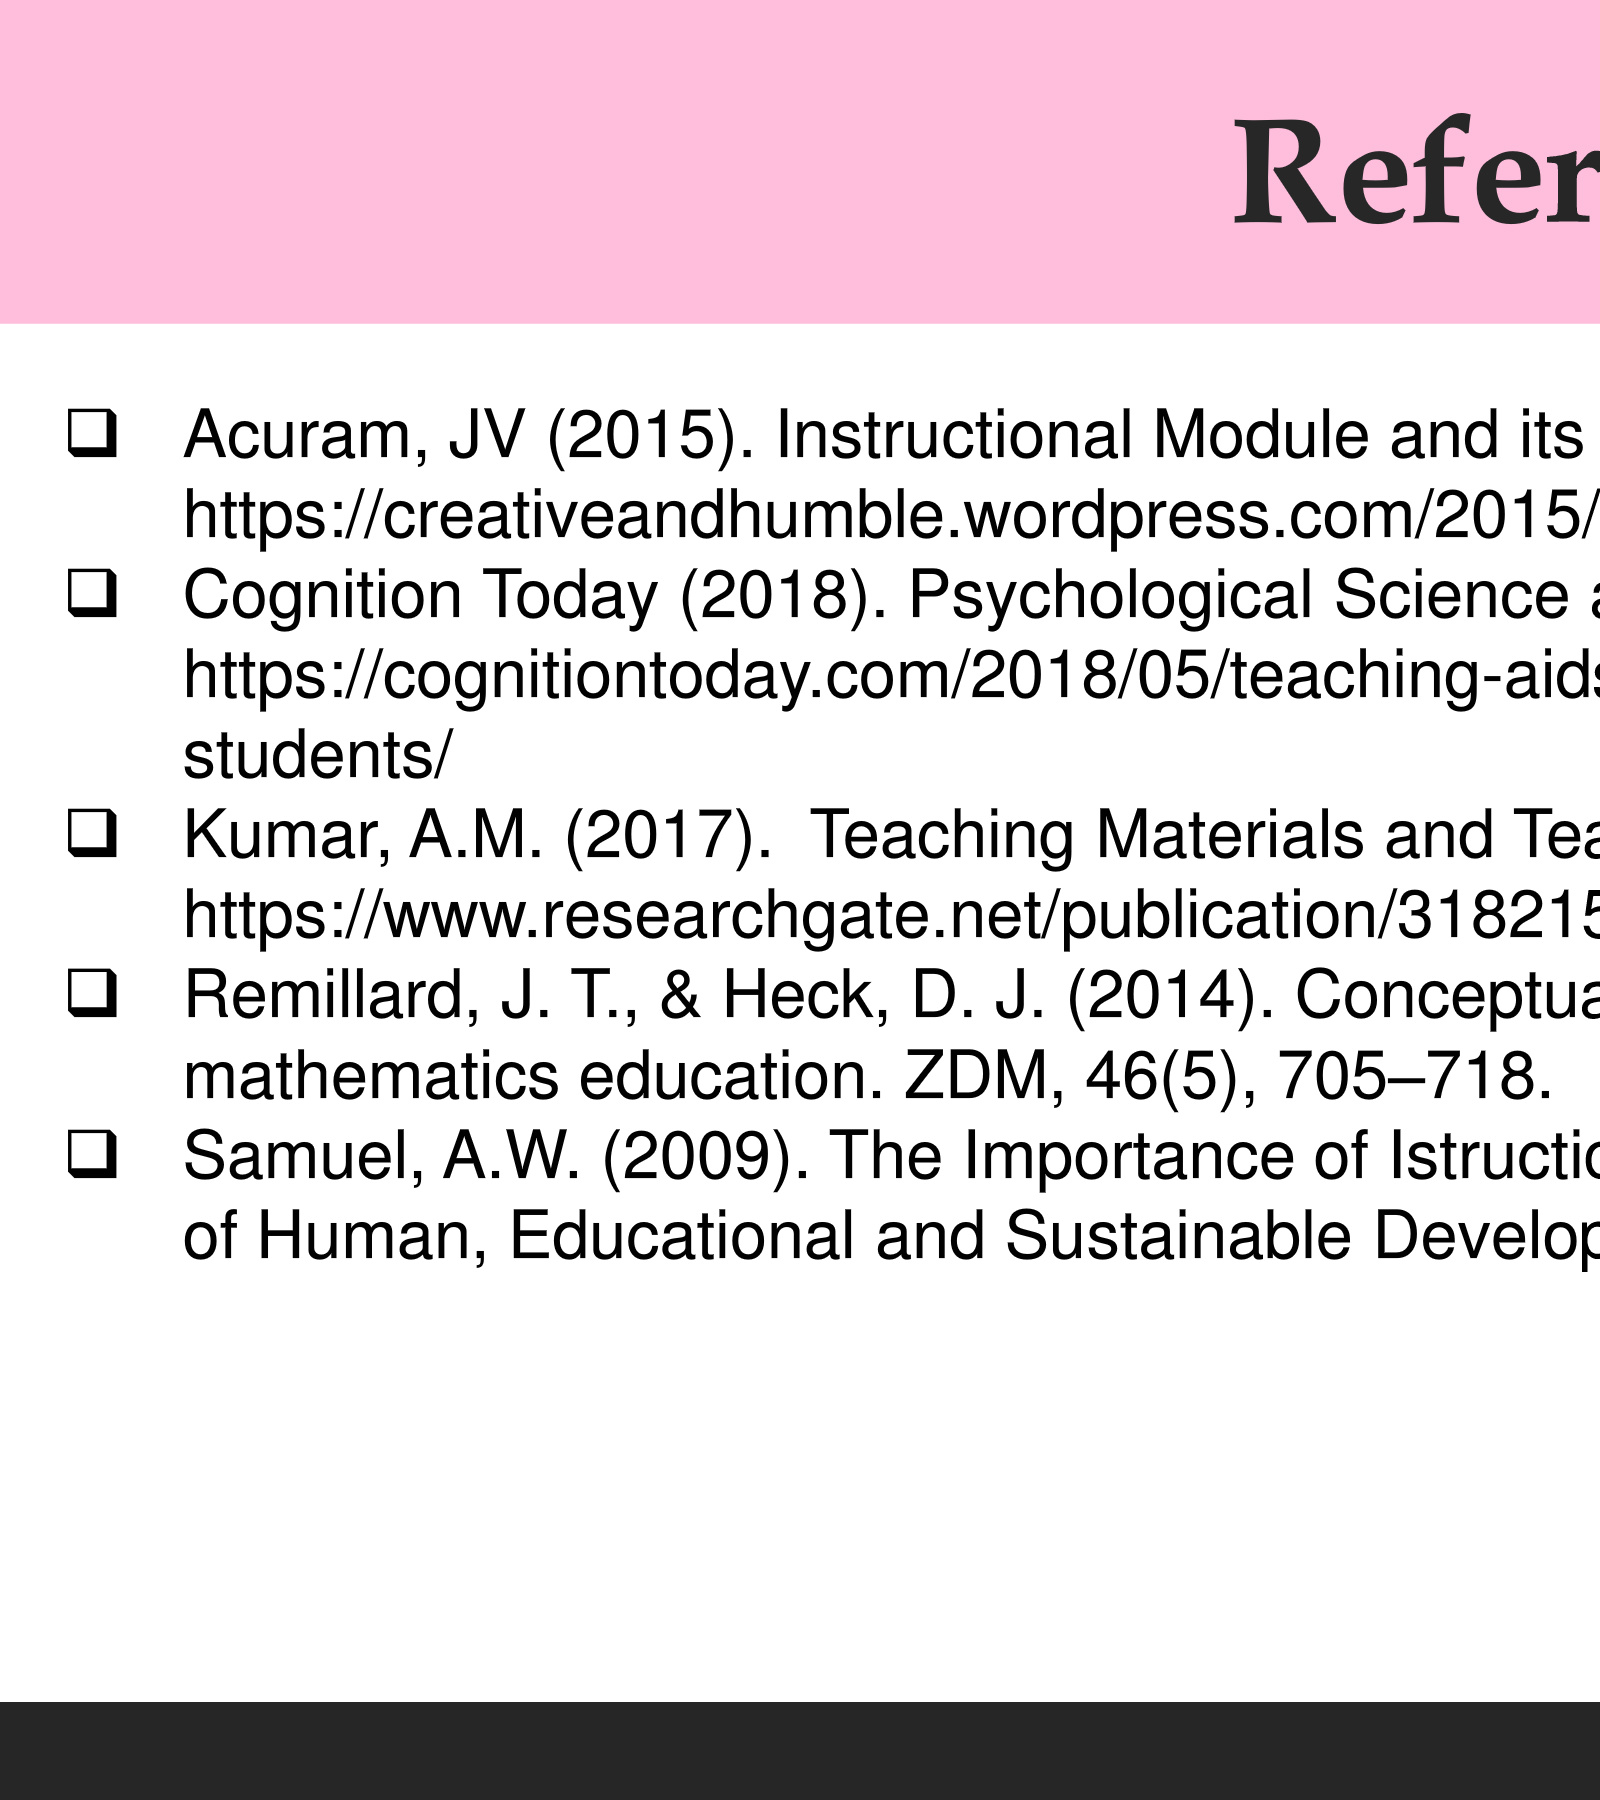 Refer
Acuram, JV (2015). Instructional Module and its
https://creativeandhumble.wordpress.com/2015/
Cognition Today (2018). Psychological Science a
https://cognitiontoday.com/2018/05/teaching-aids
students/
Kumar, A.M. (2017).  Teaching Materials and Tea
https://www.researchgate.net/publication/318215
Remillard, J. T., & Heck, D. J. (2014). Conceptua
mathematics education. ZDM, 46(5), 705–718.
Samuel, A.W. (2009). The Importance of Istructio
of Human, Educational and Sustainable Develop